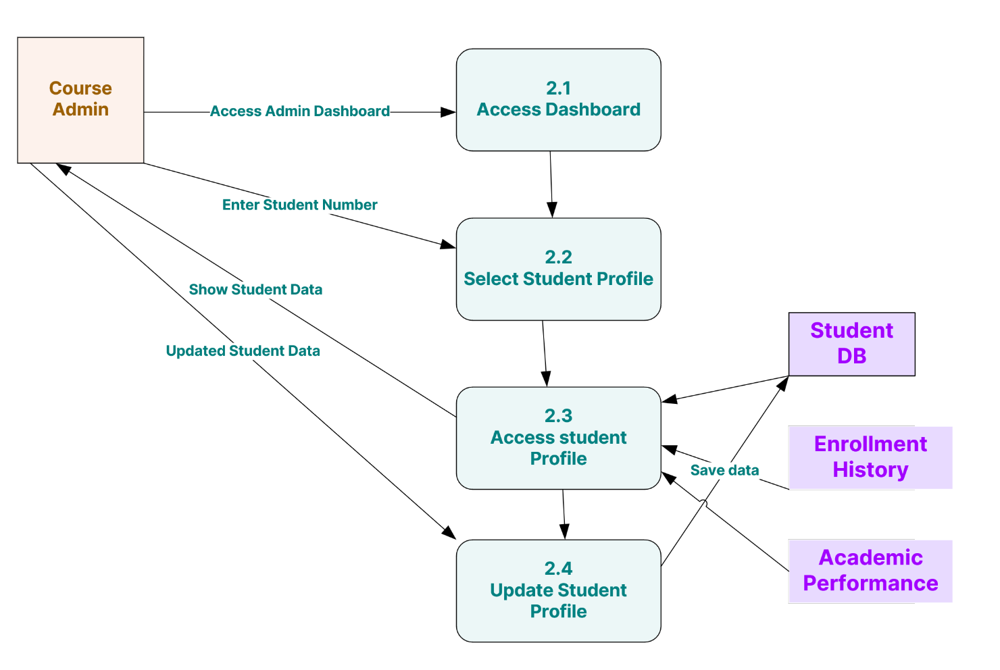 Course
Admin
Access Admin Dashboard
2.1
Access Dashboard
Enter Student Number
2.2
Select Student Profile
Show Student Data
Updated Student Data
Student
DB
2.3
Access student
Profile
Enrollment
History
Save data
2.4
Update Student
Profile
Academic
Performance